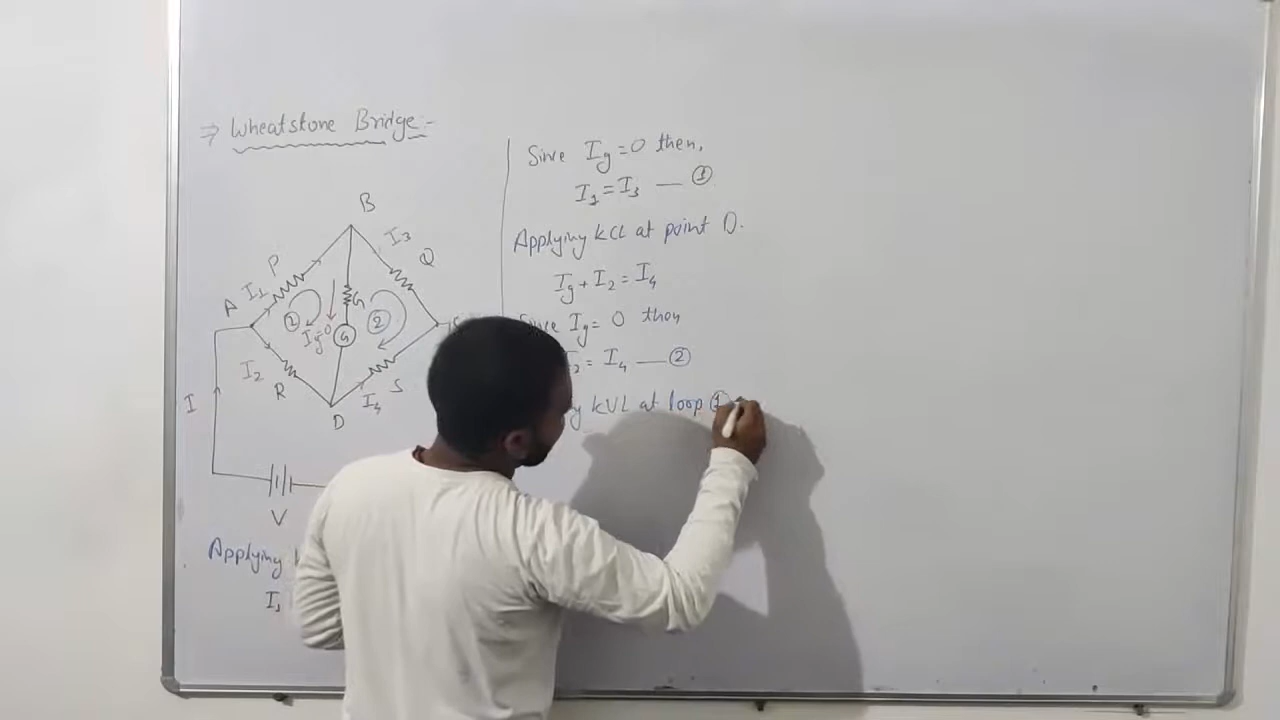 ⇒ Wheatstone Bridge:-
B
I3
P
Q
I1
A
G
1
2
Ig=0
G
I2
R
S
I4
D
I
V
Applying
I1
Since Ig=0 then,
I1=I3 — ①
Applying KCL at point D.
Ig+I2=I4
Ig=0 then
I2=I4 — ②
KVL at loop ①